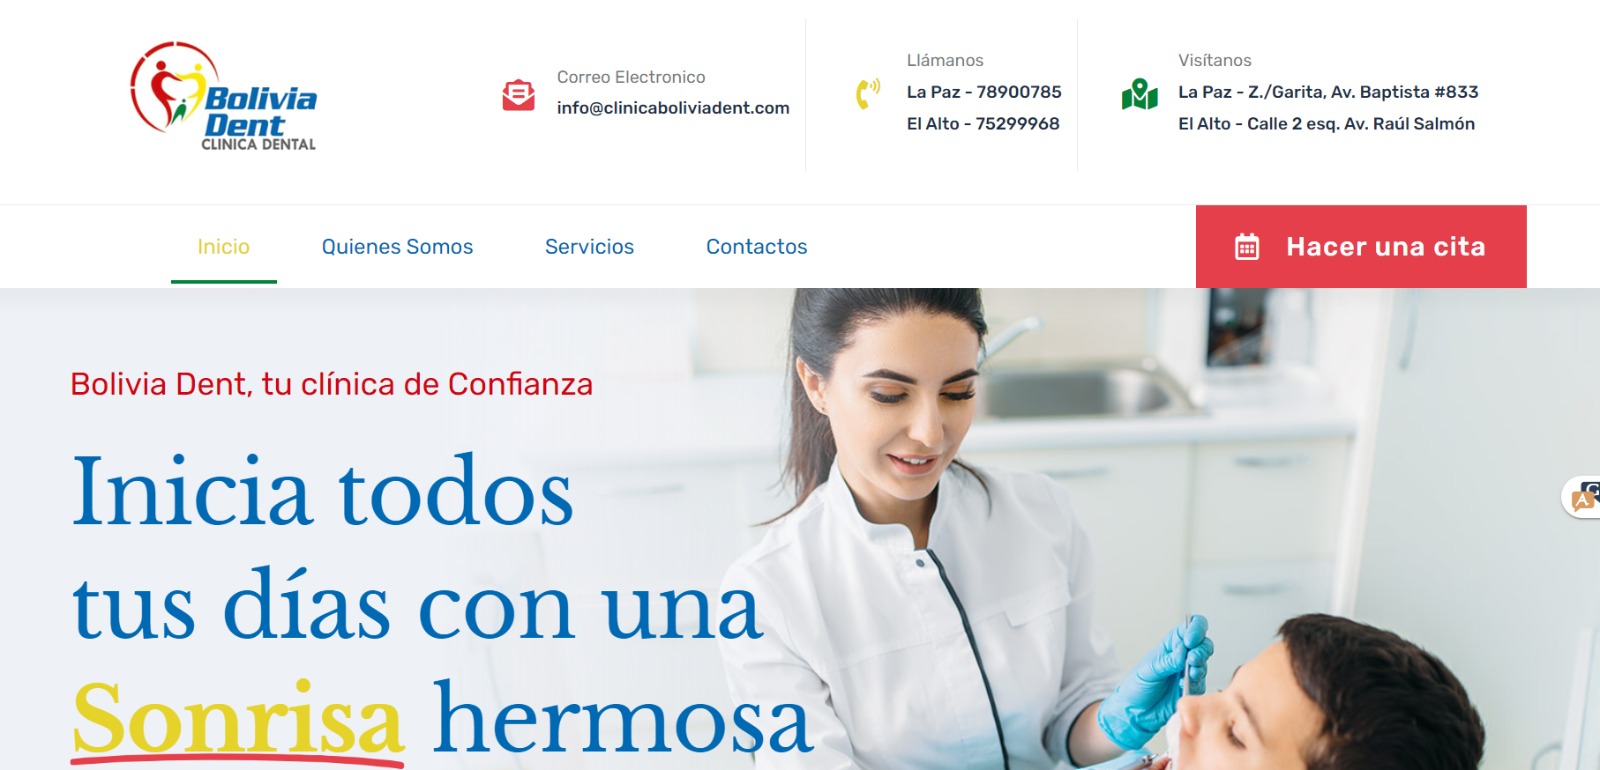 Bolivia
Dent
CLINICA DENTAL
Correo Electronico
info@clinicaboliviadent.com
Llámanos
La Paz - 78900785
El Alto - 75299968
Visítanos
La Paz - Z./Garita, Av. Baptista #833
El Alto - Calle 2 esq. Av. Raúl Salmón
Inicio
Quienes Somos
Servicios
Contactos
Hacer una cita
Bolivia Dent, tu clínica de Confianza
Inicia todos
tus días con una
Sonrisa hermosa
A G